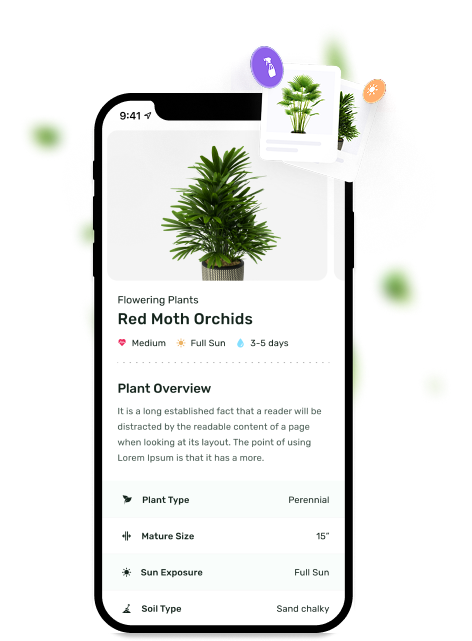 9:41
Flowering Plants
Red Moth Orchids
Medium Full Sun 3-5 days
Plant Overview
It is a long established fact that a reader will be
distracted by the readable content of a page
when looking at its layout. The point of using
Lorem Ipsum is that it has a more.
Plant Type Perennial
Mature Size 15"
Sun Exposure Full Sun
Soil Type Sand chalky